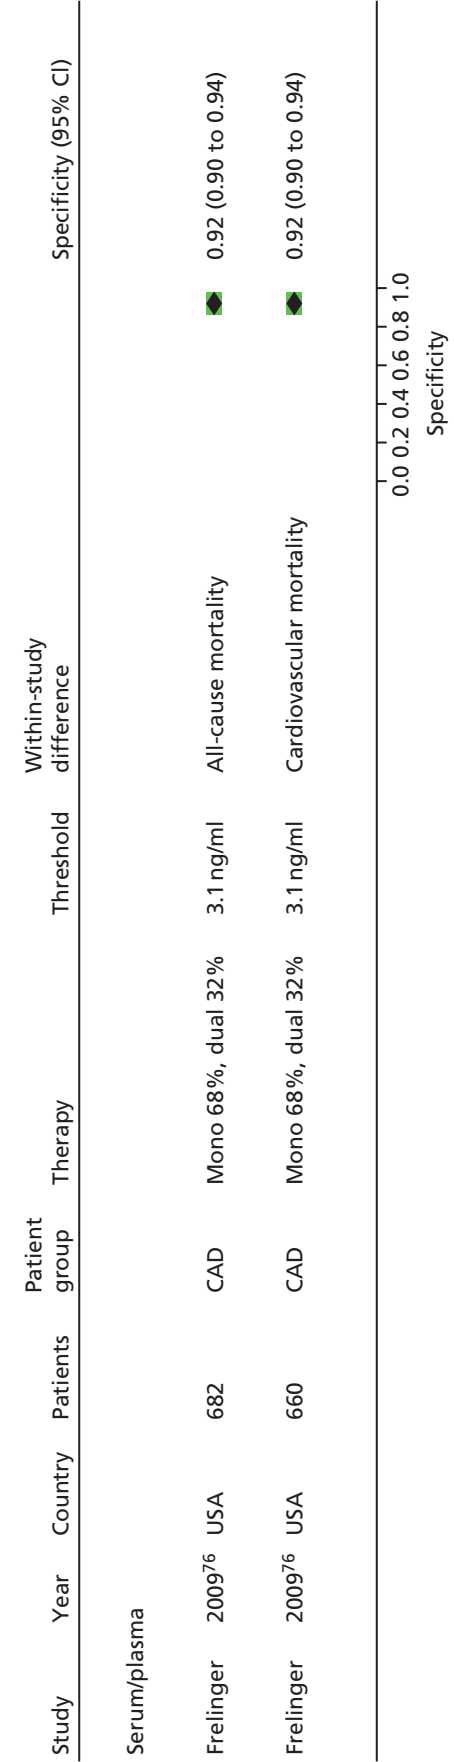 Study Year Country Patients Patient group Therapy Threshold Within-study difference Specificity (95% CI)
Serum/plasma
Frelinger 2009⁷⁶ USA 682 CAD Mono 68%, dual 32% 3.1 ng/ml All-cause mortality 0.92 (0.90 to 0.94)
Frelinger 2009⁷⁶ USA 660 CAD Mono 68%, dual 32% 3.1 ng/ml Cardiovascular mortality 0.92 (0.90 to 0.94)
0.0 0.2 0.4 0.6 0.8 1.0
Specificity